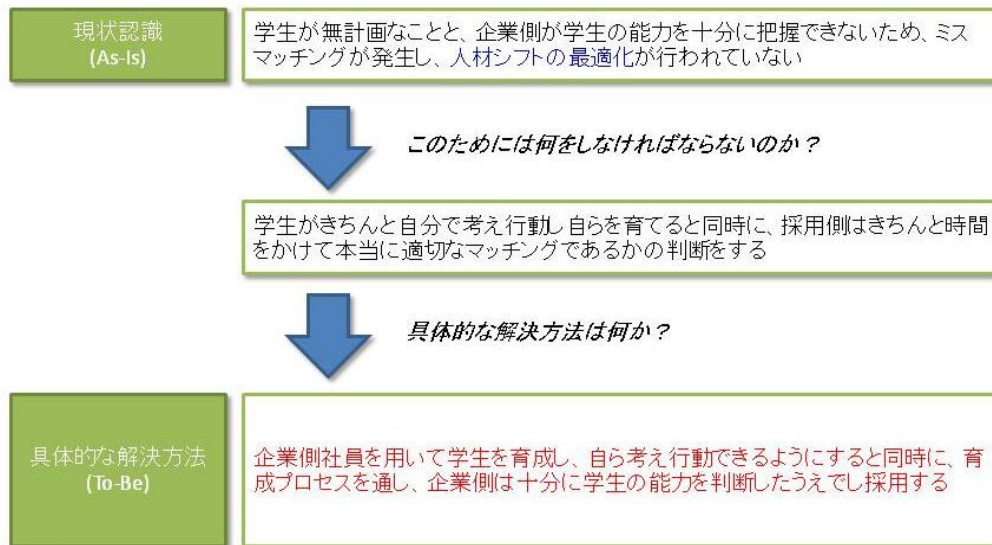 現状認識
(As-Is)
学生が無計画なことと、企業側が学生の能力を十分に把握できないため、ミス
マッチングが発生し、人材シフトの最適化が行われていない
このためには何をしなければならないのか？
学生がきちんと自分で考え行動し自らを育てると同時に、採用側はきちんと時間
をかけて本当に適切なマッチングであるかの判断をする
具体的な解決方法は何か？
具体的な解決方法
(To-Be)
企業側社員を用いて学生を育成し、自ら考え行動できるようにすると同時に、育
成プロセスを通し、企業側は十分に学生の能力を判断したうえでし採用する